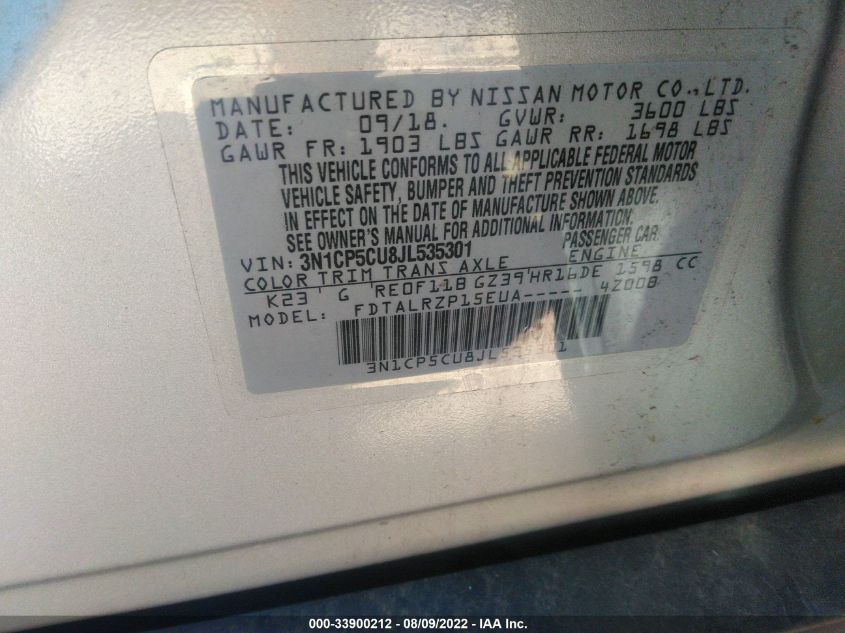 MANUFACTURED BY NISSAN MOTOR CO.,LTD.
DATE: 09/18. GVWR: 3600 LBS
GAWR FR: 1903 LBS GAWR RR: 1698 LBS
THIS VEHICLE CONFORMS TO ALL APPLICABLE FEDERAL MOTOR
VEHICLE SAFETY, BUMPER AND THEFT PREVENTION STANDARDS
IN EFFECT ON THE DATE OF MANUFACTURE SHOWN ABOVE.
SEE OWNER'S MANUAL FOR ADDITIONAL INFORMATION.
VIN: 3N1CP5CU8JL535301 PASSENGER CAR
COLOR TRIM TRANS AXLE ENGINE
K23 G RE0F11B GZ39 HR16DE 1598 CC
MODEL: FDTALRZP15EUA----- 4Z008
3N1CP5CU8JL
000-33900212 - 08/09/2022 - IAA Inc.